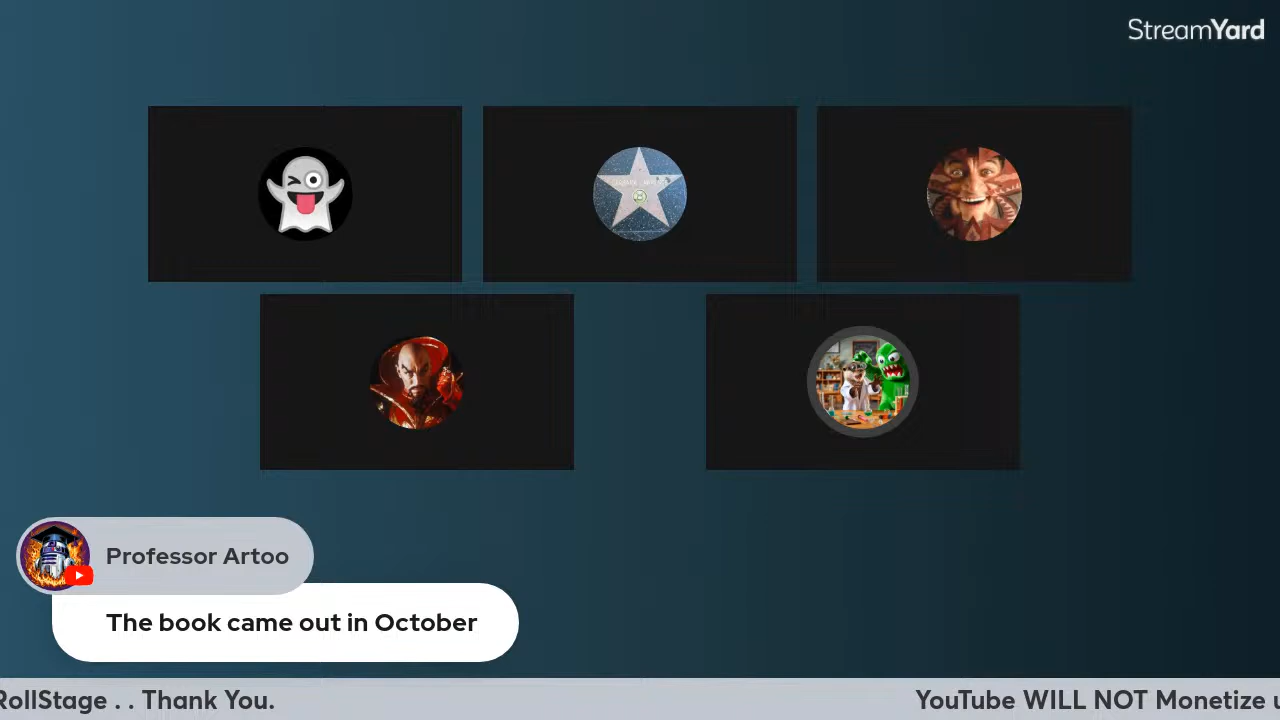 StreamYard
Professor Artoo
The book came out in October
RollStage . . Thank You.
YouTube WILL NOT Monetize u